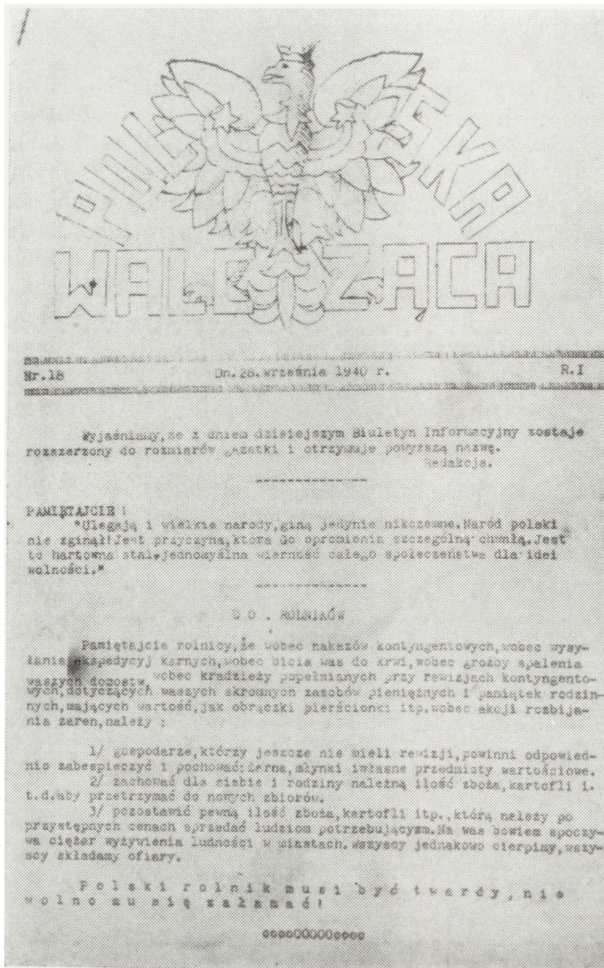 POLSKA
WALCZĄCA
Nr.18 Dn. 28.września 1940 r. R.I
Wyjaśniamy,że z dniem dzisiejszym Biuletyn Informacyjny zostaje
rozszerzony do rozmiarów gazetki i otrzymuje powyższą nazwę.
Redakcja.
PAMIĘTAJCIE!
"Ulegają i wielkie narody,giną jedynie nikczemne.Naród polski
nie zginął!Jest przyczyna,która Go opromienia szczególną chwałą.Jest
to hartowna stal,jednomyślna wierność całego społeczeństwa dla idei
wolności."
DO ROLNIKÓW
Pamiętajcie rolnicy,że wobec nakazów kontyngentowych,wobec wysy-
łania ekspedycyj karnych,wobec bicia was do krwi,wobec groźby spalenia
waszych domostw,wobec kradzieży popełnianych przy rewizjach kontyngento-
wych,dotyczących waszych skromnych zasobów pieniężnych i pamiątek rodzin-
nych,mających wartość,jak obrączki pierścionki itp.wobec akcji rozbija-
nia żaren,należy :
1/ gospodarze,którzy jeszcze nie mieli rewizji,powinni odpowied-
nio zabezpieczyć i pochować:żarna,młynki iwłasne przedmioty wartościowe.
2/ zachować dla siebie i rodziny należną ilość zboża,kartofli i.
t.d.aby przetrzymać do nowych zbiorów.
3/ pozostawić pewną ilość zboża,kartofli itp.,którą należy po
przystępnych cenach sprzedać ludziom potrzebującym.Na was bowiem spoczy-
wa ciężar wyżywienia ludności w miastach.Wszyscy jednakowo cierpimy,wszy-
scy składamy ofiary.
Polski rolnik musi być twardy,nie
wolno mu się załamać!
oooo00000oooo